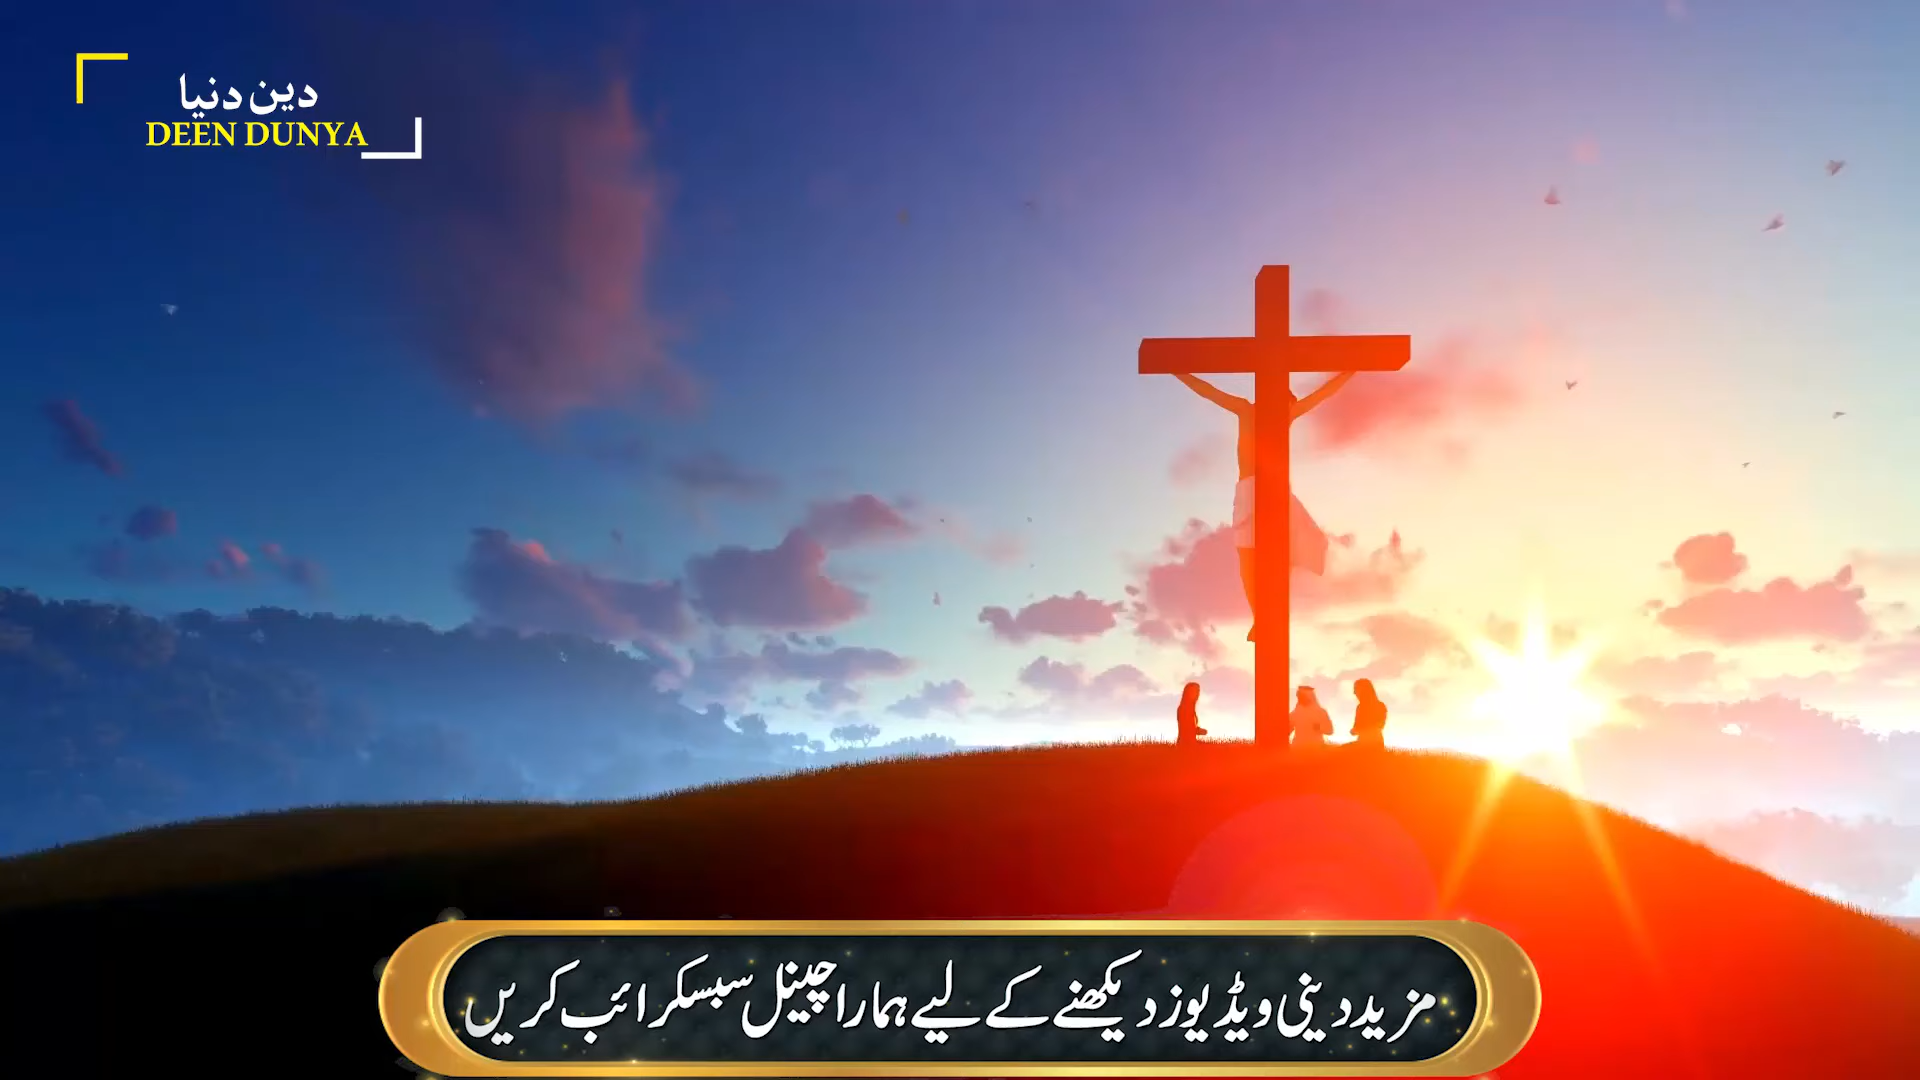 دین دنیا
DEEN DUNYA
مزید دینی ویڈیوز دیکھنے کے لیے ہمارا چینل سبسکرائب کریں